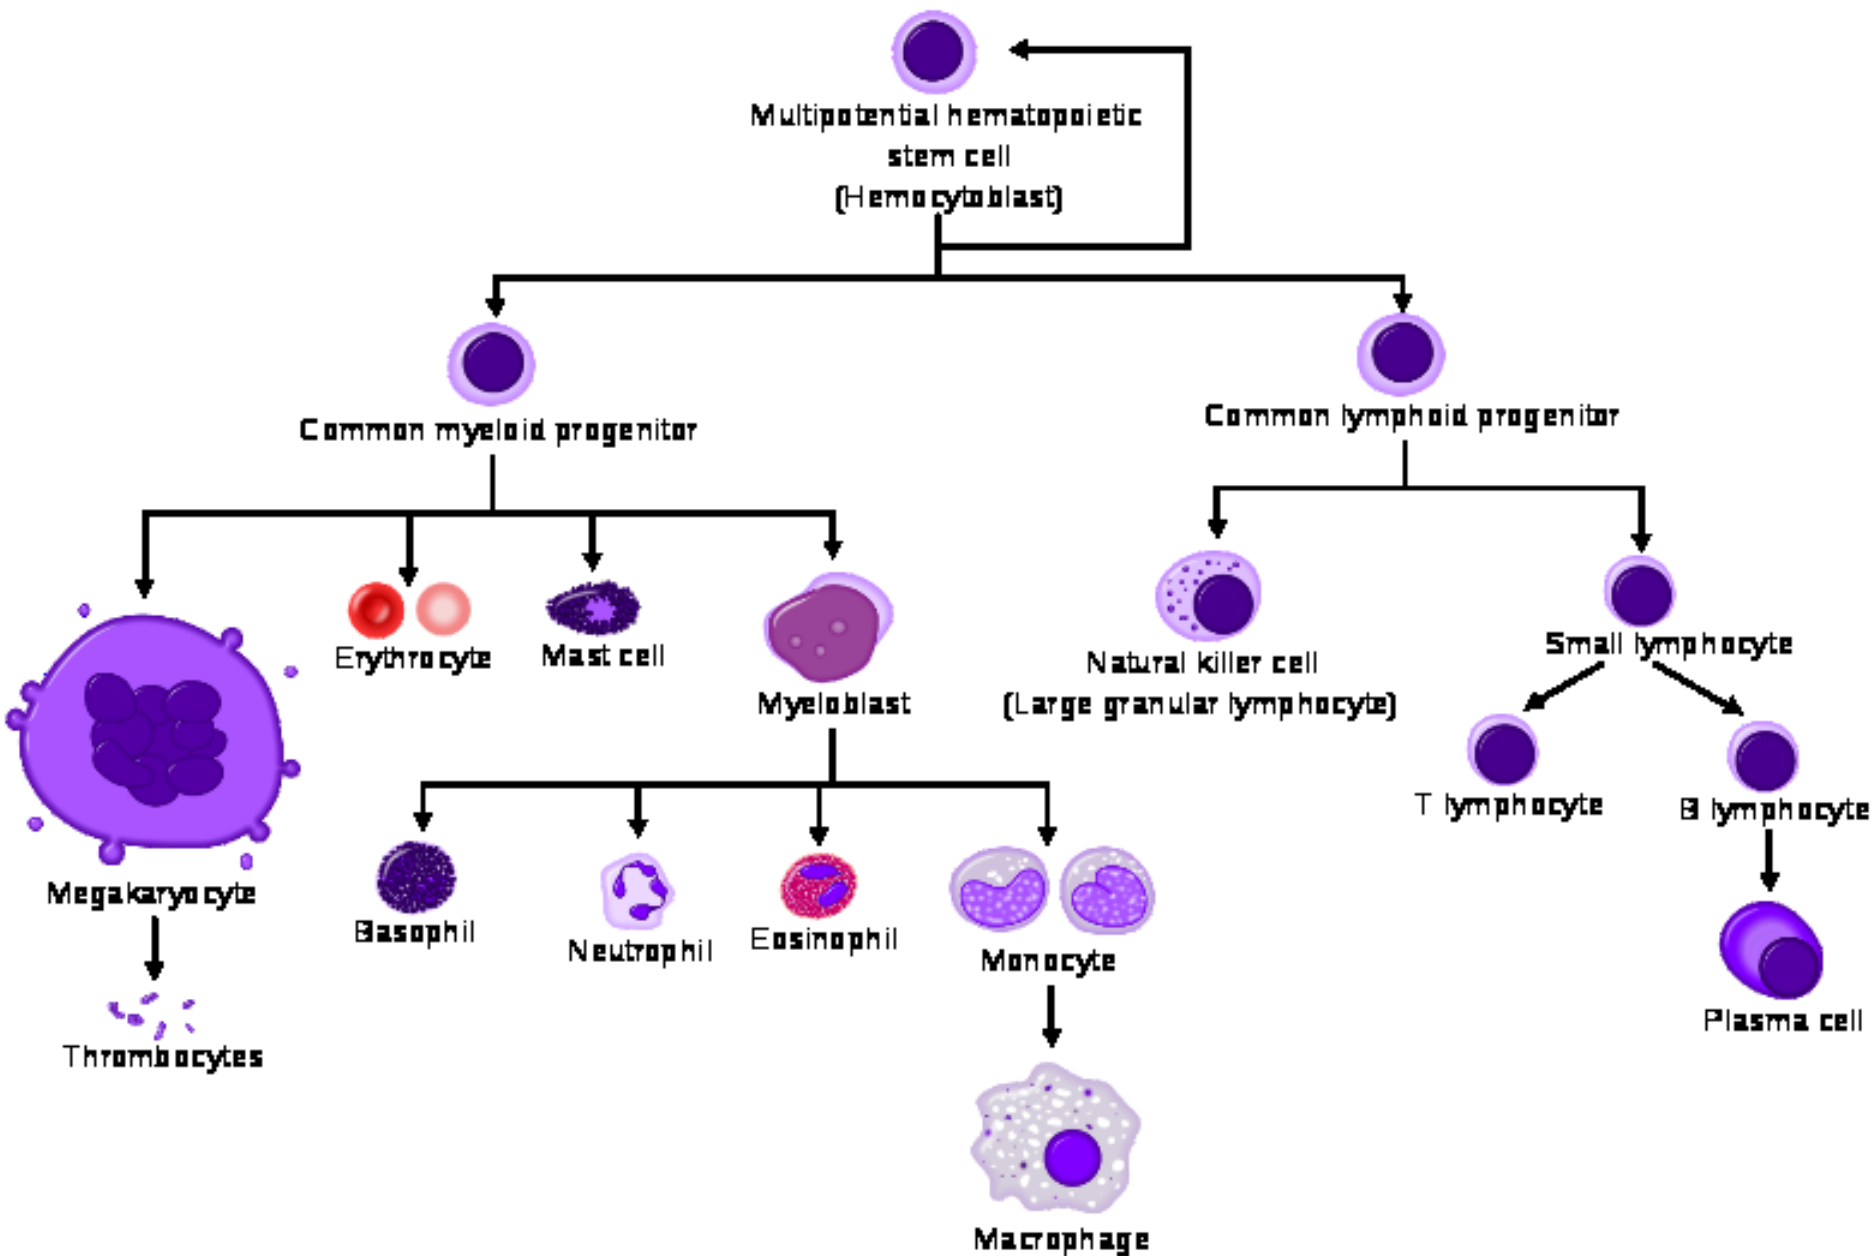 Multipotential hematopoietic
stem cell
(Hemocytoblast)
Common myeloid progenitor
Common lymphoid progenitor
Erythrocyte
Mast cell
Myeloblast
Natural killer cell
(Large granular lymphocyte)
Small lymphocyte
T lymphocyte
B lymphocyte
Megakaryocyte
Basophil
Neutrophil
Eosinophil
Monocyte
Plasma cell
Thrombocytes
Macrophage